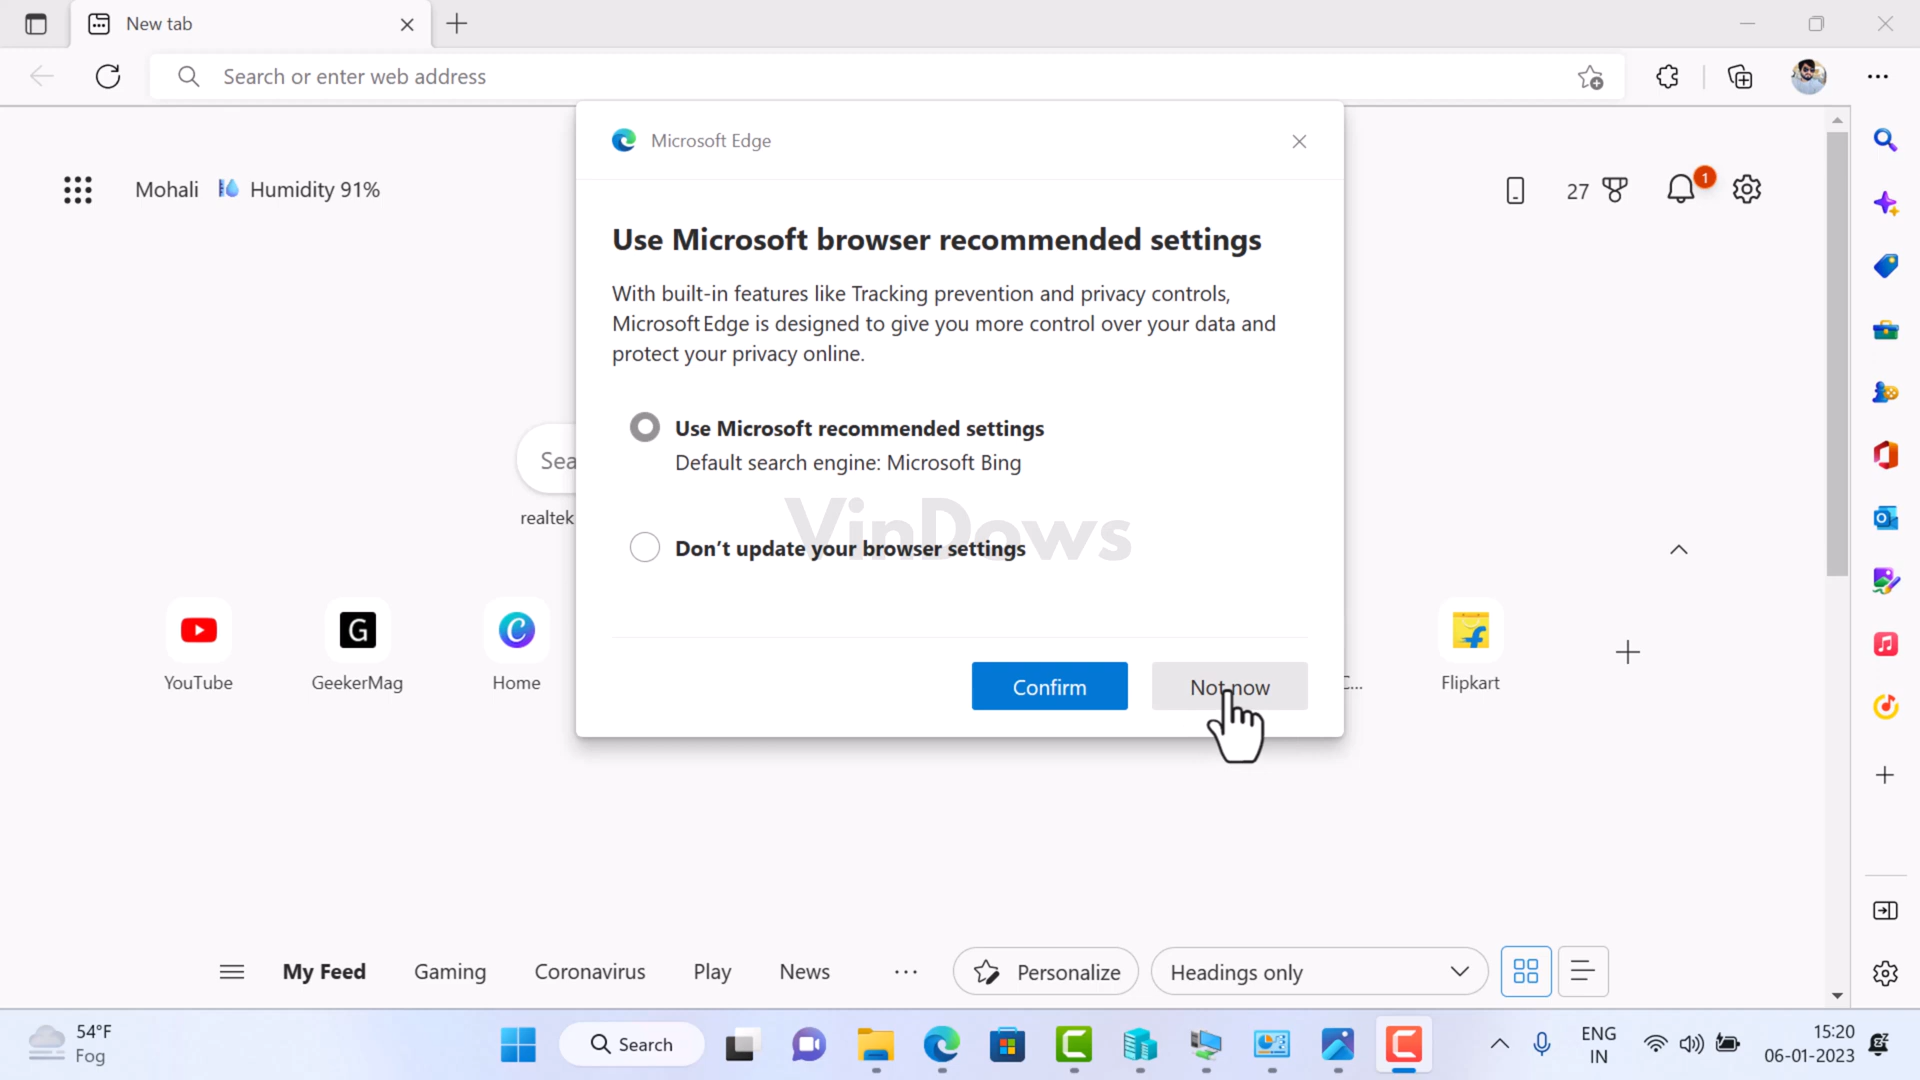 New tab
Search or enter web address
Microsoft Edge
Mohali Humidity 91%
27
1
Use Microsoft browser recommended settings
With built-in features like Tracking prevention and privacy controls,
Microsoft Edge is designed to give you more control over your data and
protect your privacy online.
Use Microsoft recommended settings
Default search engine: Microsoft Bing
Sea
realtek
VinDows
Don't update your browser settings
G
Confirm
Not now
YouTube
GeekerMag
Home
C...
Flipkart
My Feed
Gaming
Coronavirus
Play
News
Personalize
Headings only
54°F
Fog
Search
ENG
IN
15:20
06-01-2023